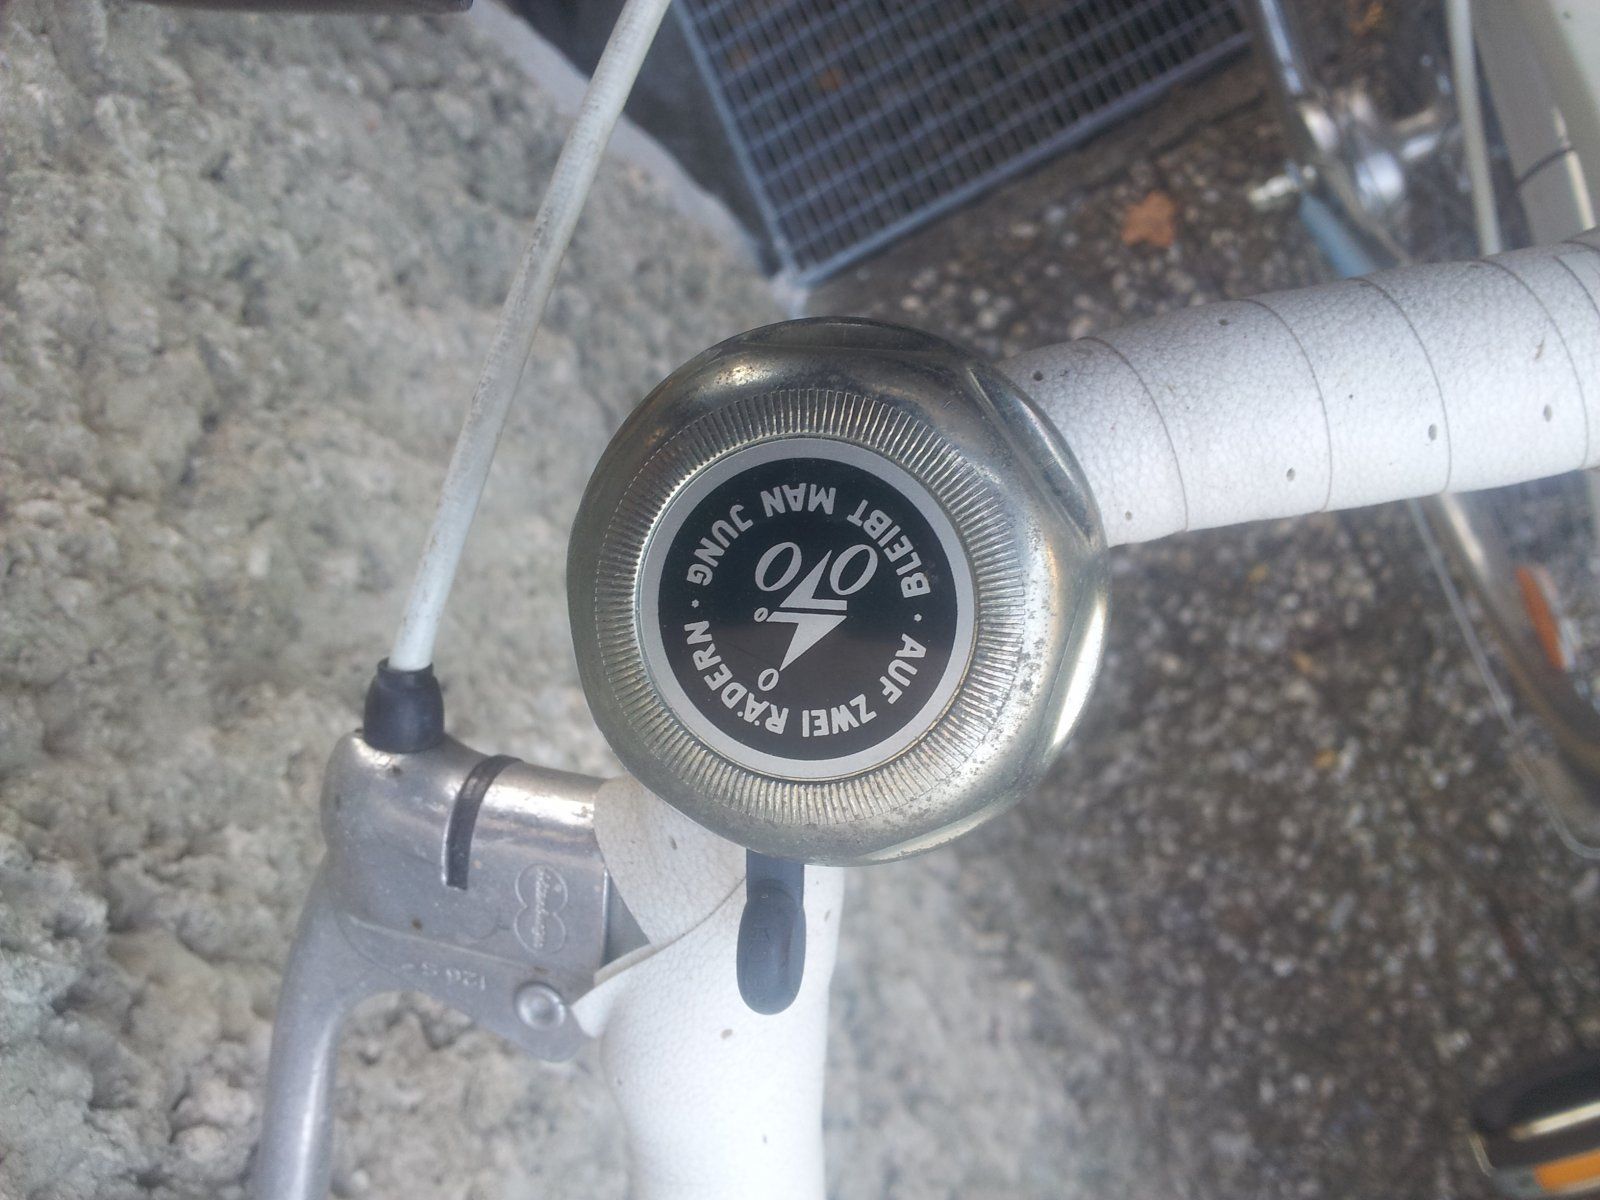 AUF ZWEI RÄDERN · BLEIBT MAN JUNG ·